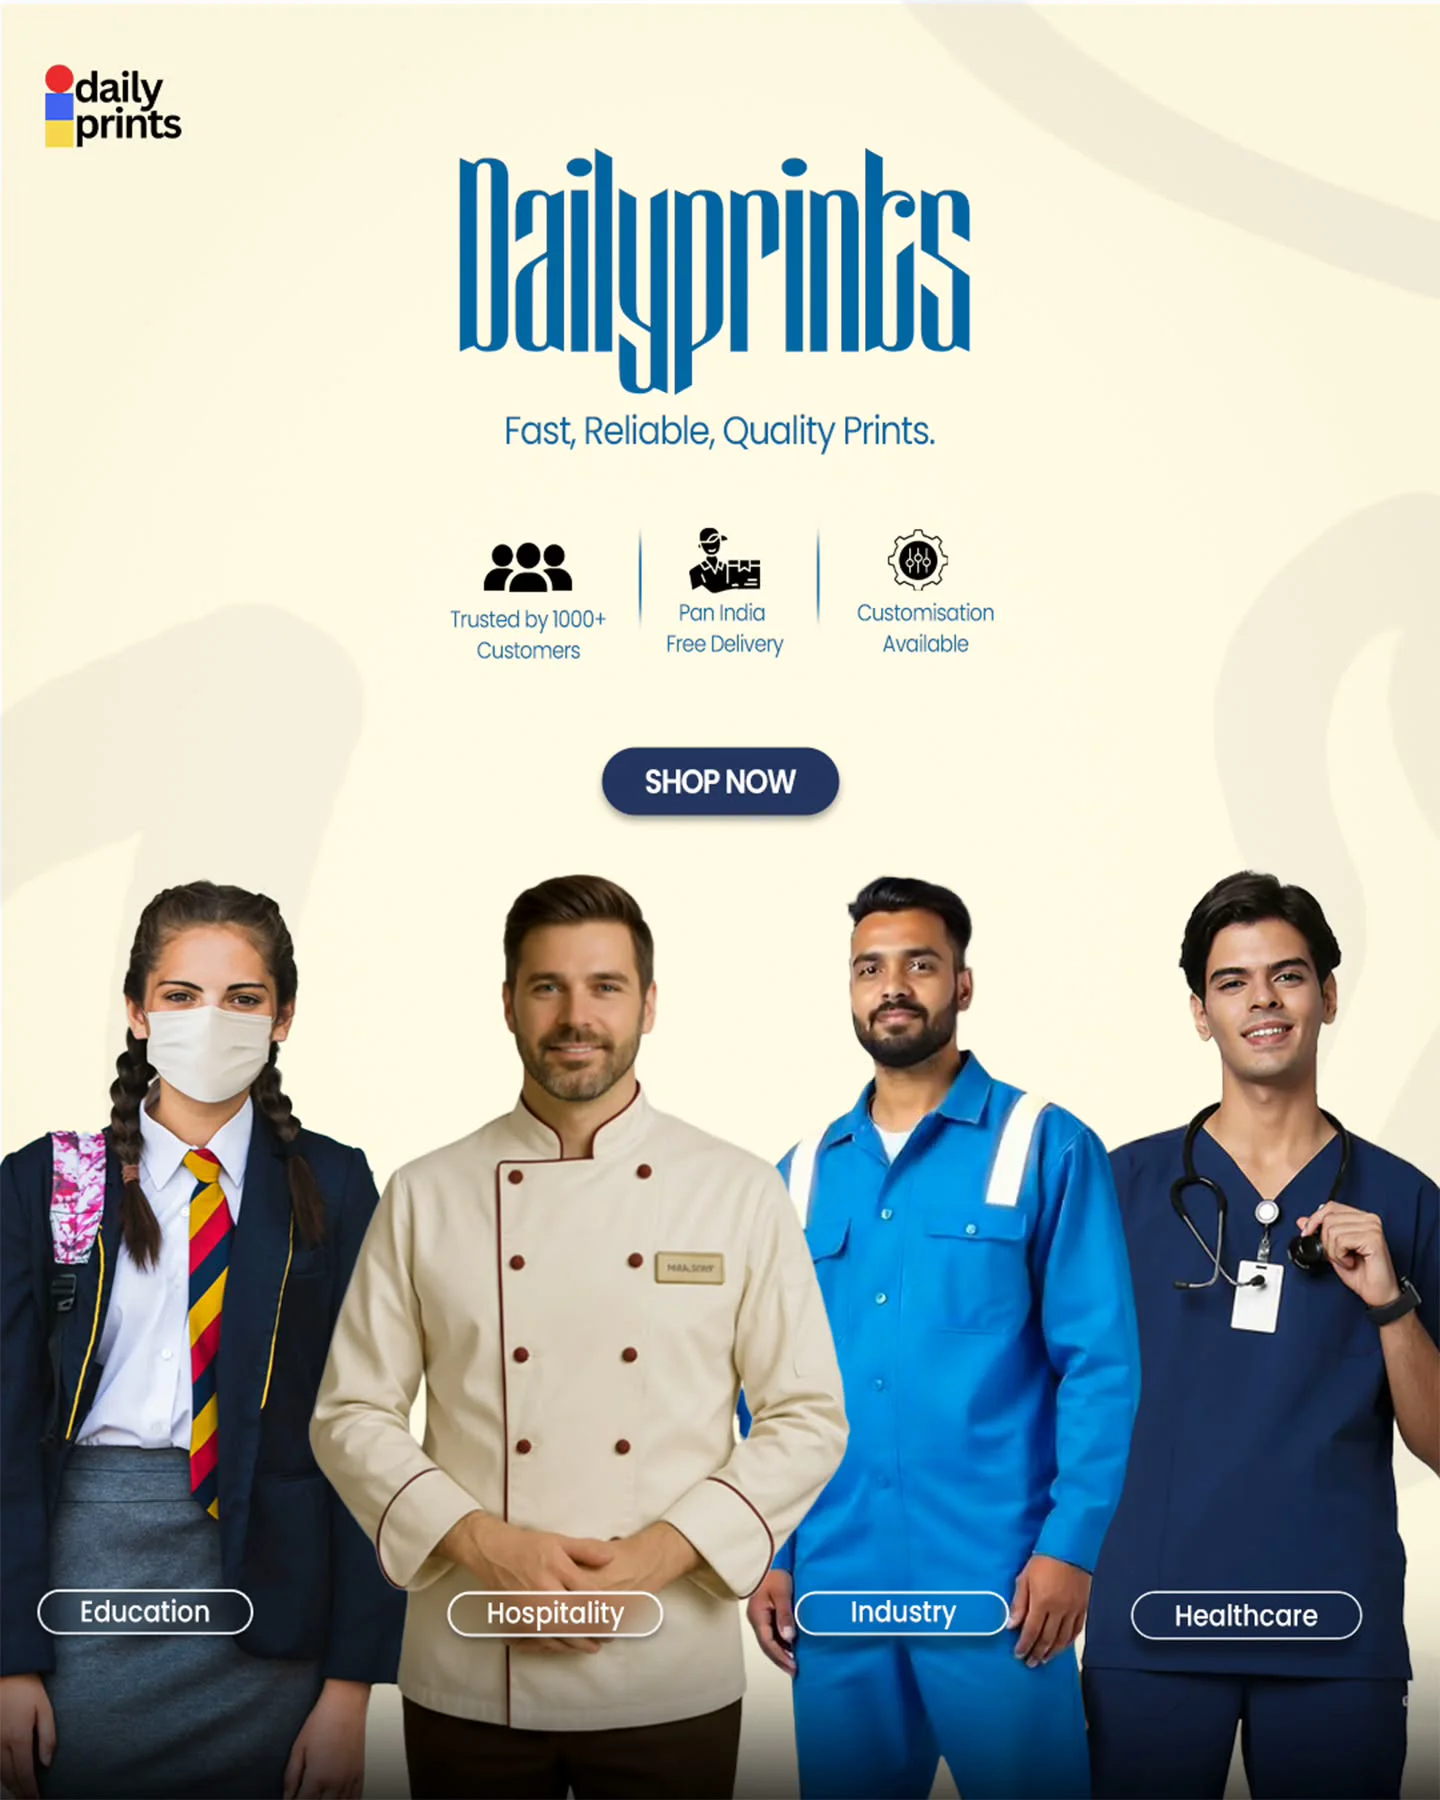 daily
prints
Dailyprints
Fast, Reliable, Quality Prints.
Trusted by 1000+
Customers
Pan India
Free Delivery
Customisation
Available
SHOP NOW
Education
Hospitality
Industry
Healthcare